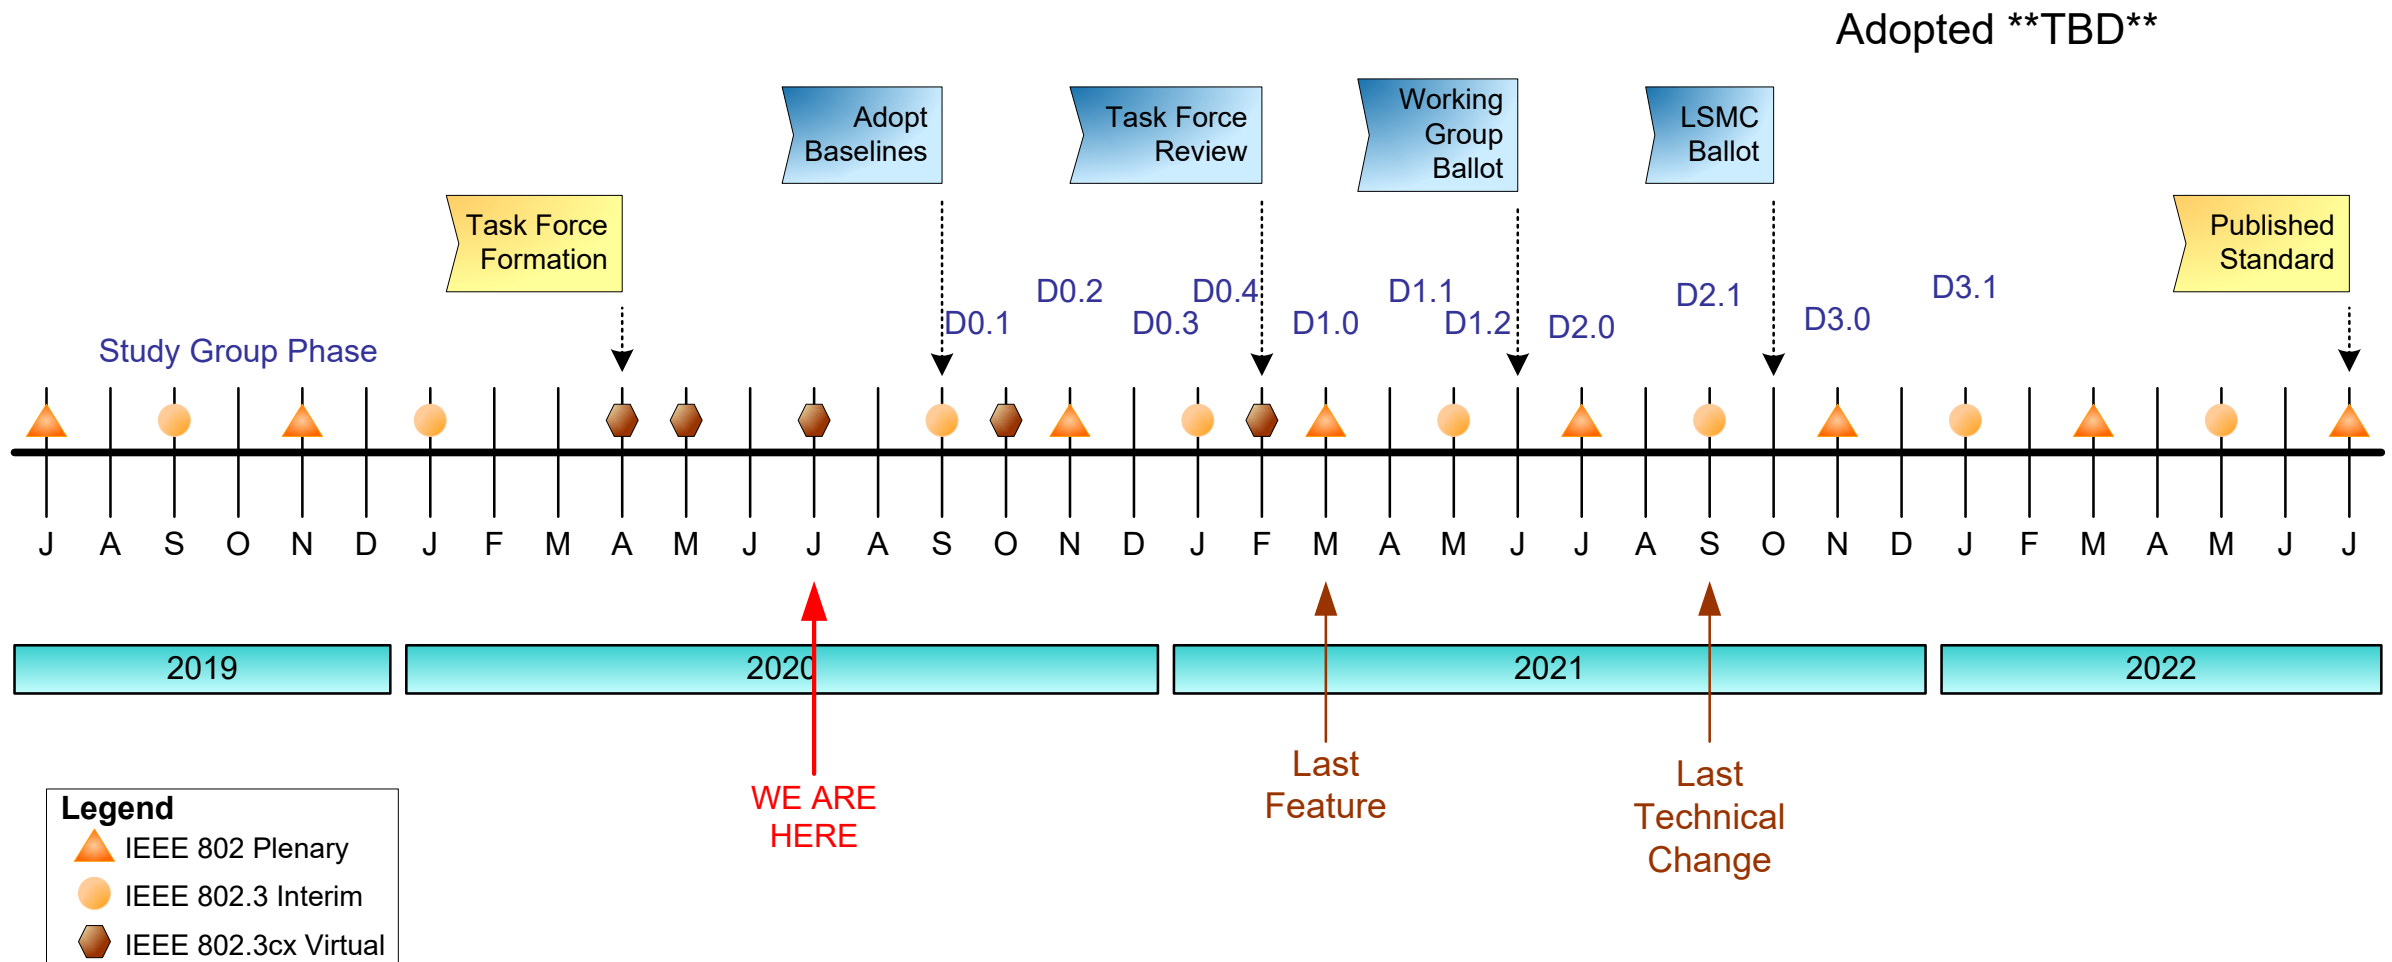 Adopted **TBD**
Adopt
Baselines
Task Force
Review
Working
Group
Ballot
LSMC
Ballot
Task Force
Formation
Published
Standard
Study Group Phase
D0.1
D0.2
D0.3
D0.4
D1.0
D1.1
D1.2
D2.0
D2.1
D3.0
D3.1
J A S O N D J F M A M J J A S O N D J F M A M J J A S O N D J F M A M J J
2019 2020 2021 2022
WE ARE
HERE
Last
Feature
Last
Technical
Change
Legend
IEEE 802 Plenary
IEEE 802.3 Interim
IEEE 802.3cx Virtual